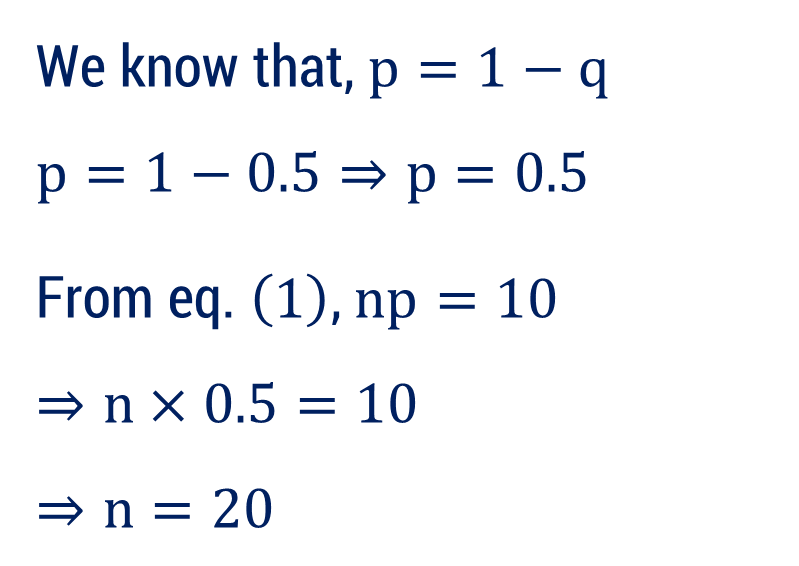 We know that, p = 1 − q
p = 1 − 0.5 ⇒ p = 0.5
From eq. (1), np = 10
⇒ n × 0.5 = 10
⇒ n = 20